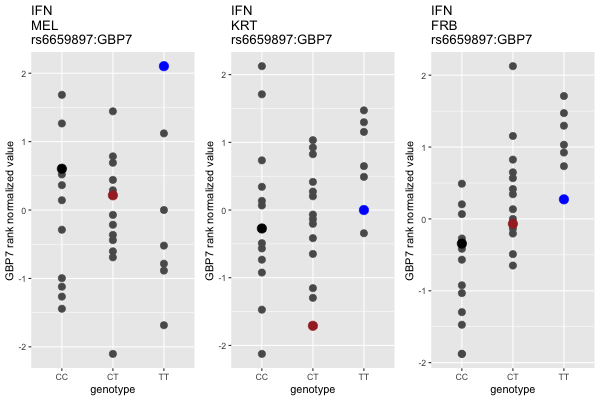 IFN
MEL
rs6659897:GBP7
GBP7 rank normalized value
2
1
0
-1
-2
CC
CT
TT
genotype
IFN
KRT
rs6659897:GBP7
GBP7 rank normalized value
2
1
0
-1
-2
CC
CT
TT
genotype
IFN
FRB
rs6659897:GBP7
GBP7 rank normalized value
2
1
0
-1
-2
CC
CT
TT
genotype